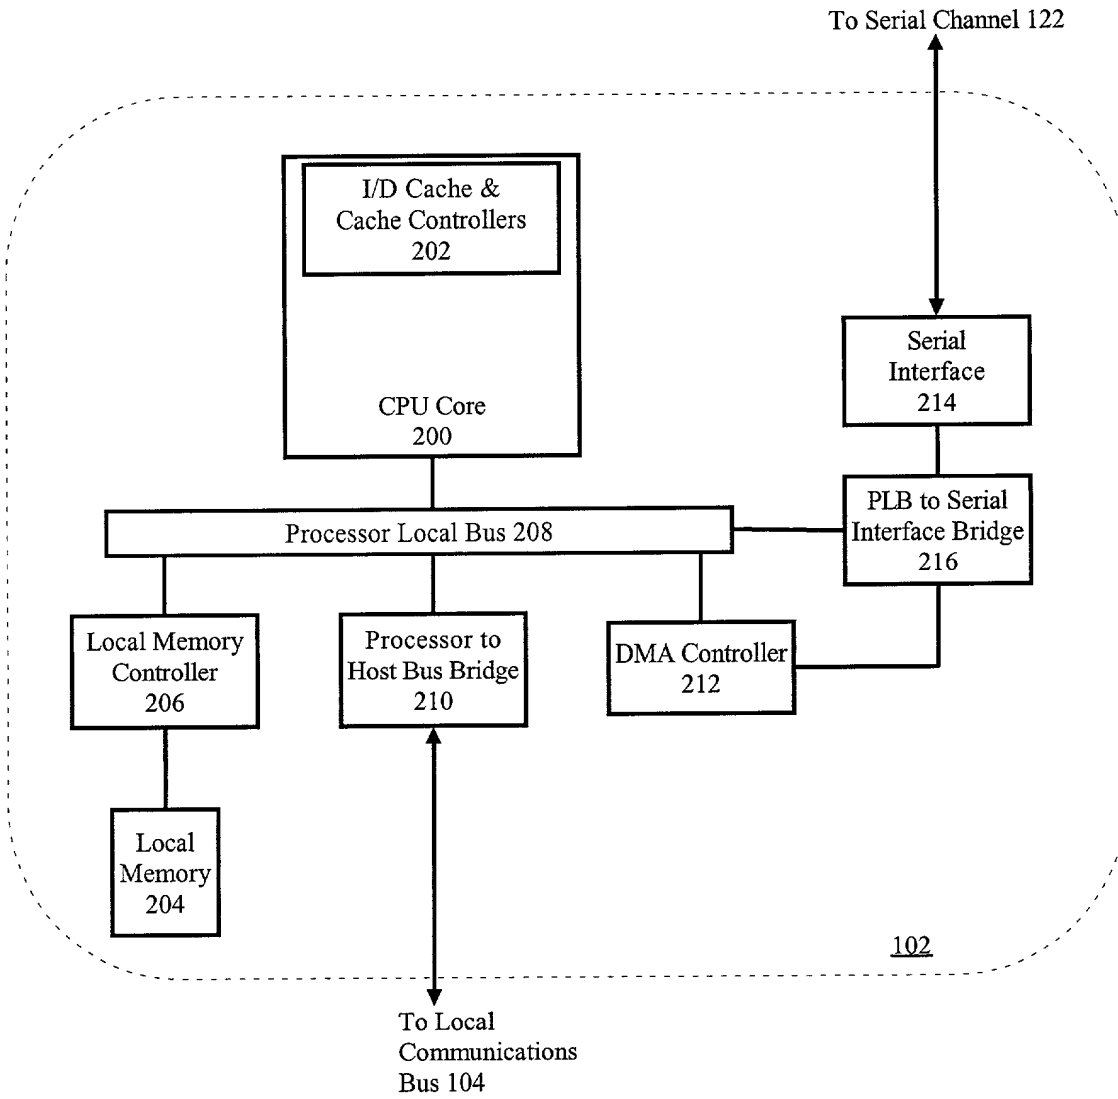 To Serial Channel 122
I/D Cache &
Cache Controllers
202
CPU Core
200
Serial
Interface
214
PLB to Serial
Interface Bridge
216
Processor Local Bus 208
Local Memory
Controller
206
Processor to
Host Bus Bridge
210
DMA Controller
212
Local
Memory
204
102
To Local
Communications
Bus 104